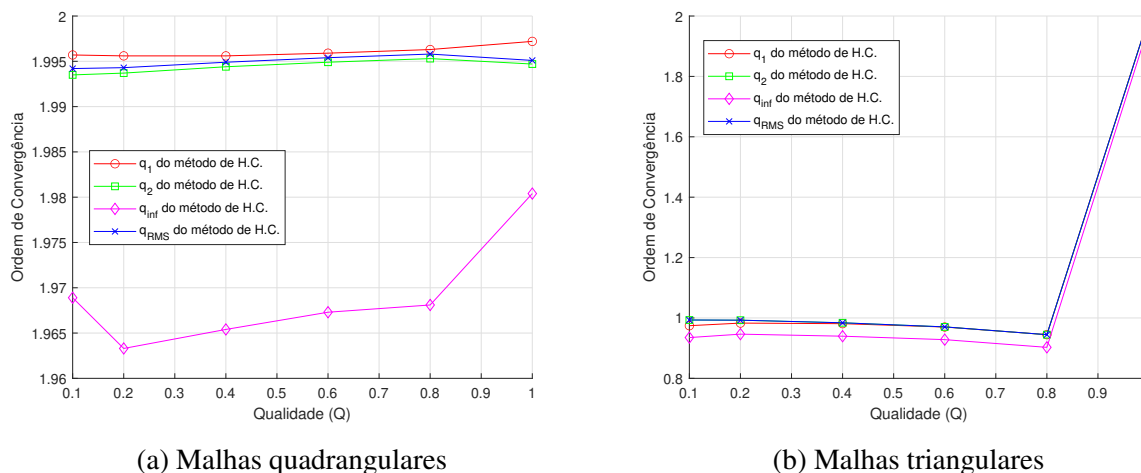 2
1.995
1.99
1.985
1.98
1.975
1.97
1.965
1.96
Ordem de Convergência
q1 do método de H.C.
q2 do método de H.C.
qinf do método de H.C.
qRMS do método de H.C.
0.1 0.2 0.3 0.4 0.5 0.6 0.7 0.8 0.9 1
Qualidade (Q)
(a) Malhas quadrangulares
2
1.8
1.6
1.4
1.2
1
0.8
Ordem de Convergência
q1 do método de H.C.
q2 do método de H.C.
qinf do método de H.C.
qRMS do método de H.C.
0.1 0.2 0.3 0.4 0.5 0.6 0.7 0.8 0.9
Qualidade (Q)
(b) Malhas triangulares